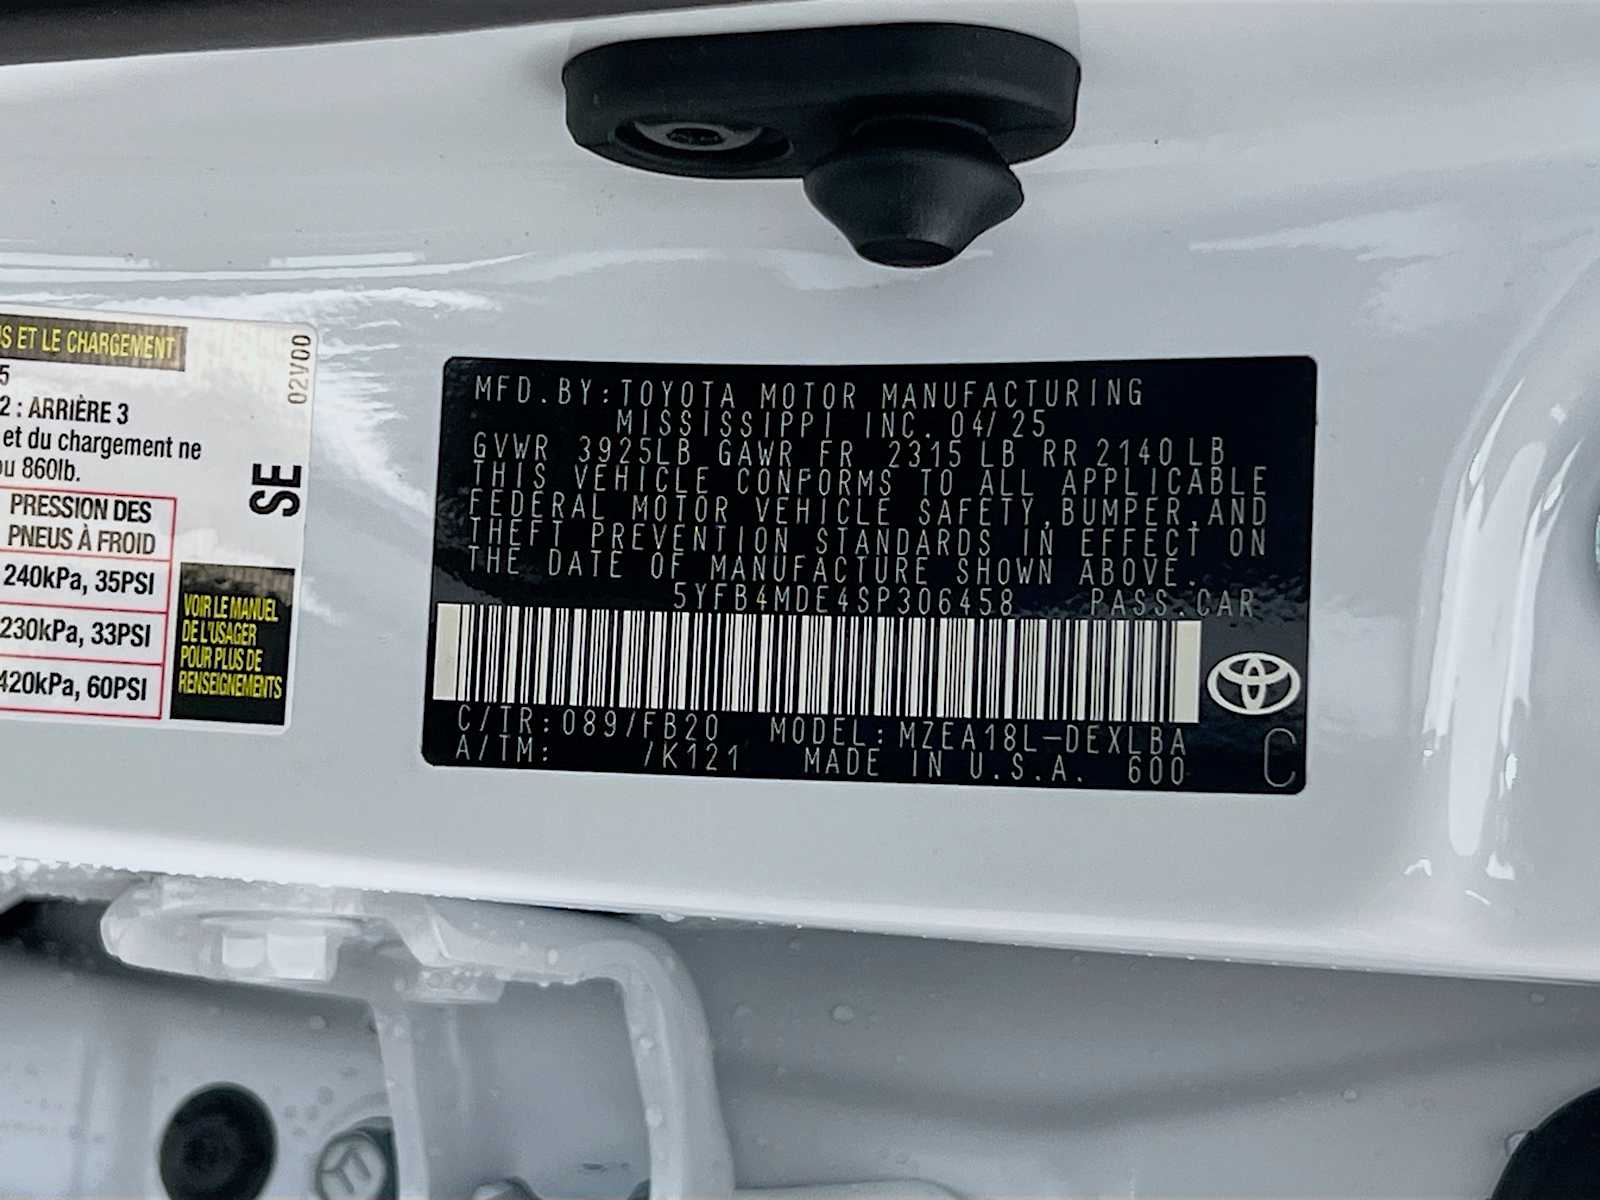 S ET LE CHARGEMENT
5
2 : ARRIÈRE 3
et du chargement ne
ou 860lb.
02V00
SE
PRESSION DES
PNEUS À FROID
240kPa, 35PSI
230kPa, 33PSI
420kPa, 60PSI
VOIR LE MANUEL
DE L'USAGER
POUR PLUS DE
RENSEIGNEMENTS
MFD.BY:TOYOTA MOTOR MANUFACTURING
MISSISSIPPI INC. 04/25
GVWR 3925LB GAWR FR 2315 LB RR 2140 LB
THIS VEHICLE CONFORMS TO ALL APPLICABLE
FEDERAL MOTOR VEHICLE SAFETY,BUMPER,AND
THEFT PREVENTION STANDARDS IN EFFECT ON
THE DATE OF MANUFACTURE SHOWN ABOVE.
5YFB4MDE4SP306458 PASS.CAR
C/TR:089/FB20 MODEL:MZEA18L-DEXLBA
A/TM: /K121 MADE IN U.S.A. 600
C